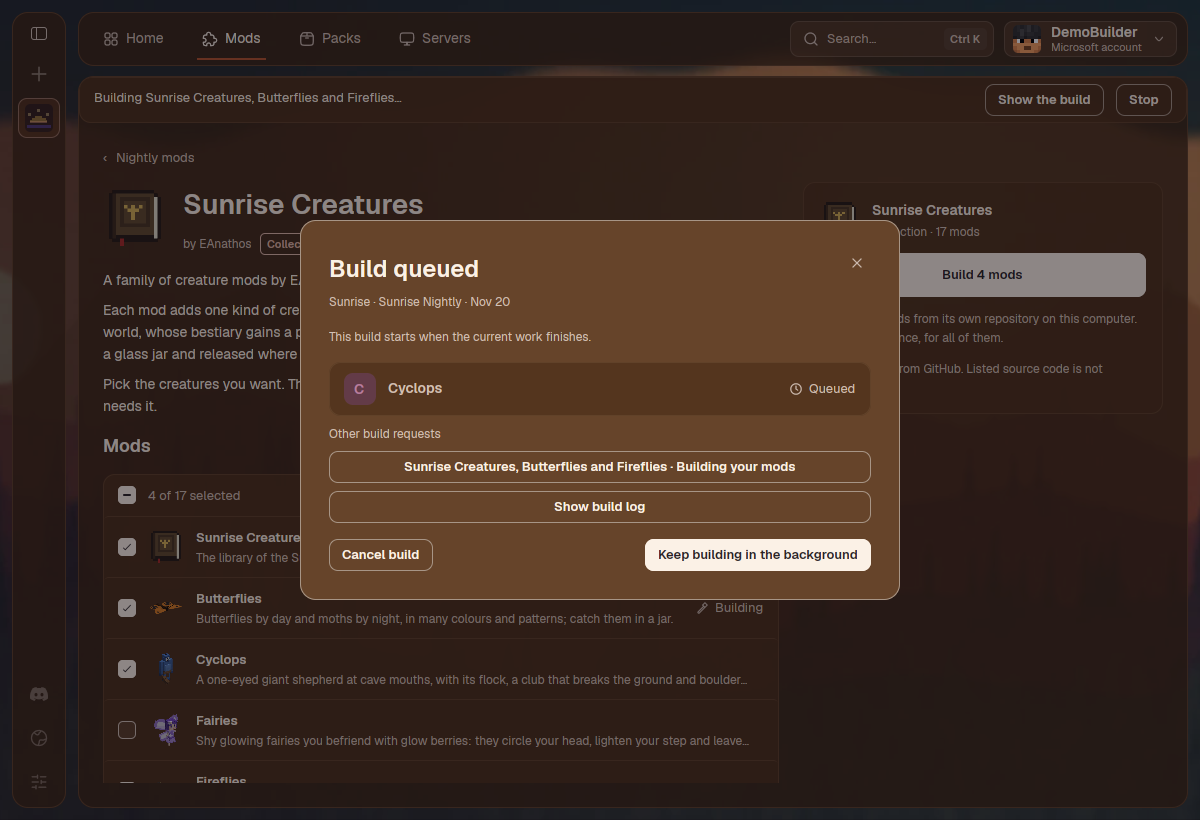 Home
Mods
Packs
Servers
Search...
Ctrl K
DemoBuilder
Microsoft account
Building Sunrise Creatures, Butterflies and Fireflies...
Show the build
Stop
‹ Nightly mods
Sunrise Creatures
by EAnathos
Collec
A family of creature mods by EA
Each mod adds one kind of cre
world, whose bestiary gains a p
a glass jar and released where
Pick the creatures you want. Th
needs it.
Mods
4 of 17 selected
Sunrise Creature
The library of the S
Butterflies
Butterflies by day and moths by night, in many colours and patterns; catch them in a jar.
Building
Cyclops
A one-eyed giant shepherd at cave mouths, with its flock, a club that breaks the ground and boulder...
Fairies
Shy glowing fairies you befriend with glow berries: they circle your head, lighten your step and leave...
Fireflies
Sunrise Creatures
ction · 17 mods
Build 4 mods
ds from its own repository on this computer.
nce, for all of them.
rom GitHub. Listed source code is not
Build queued
Sunrise · Sunrise Nightly · Nov 20
This build starts when the current work finishes.
C
Cyclops
Queued
Other build requests
Sunrise Creatures, Butterflies and Fireflies · Building your mods
Show build log
Cancel build
Keep building in the background